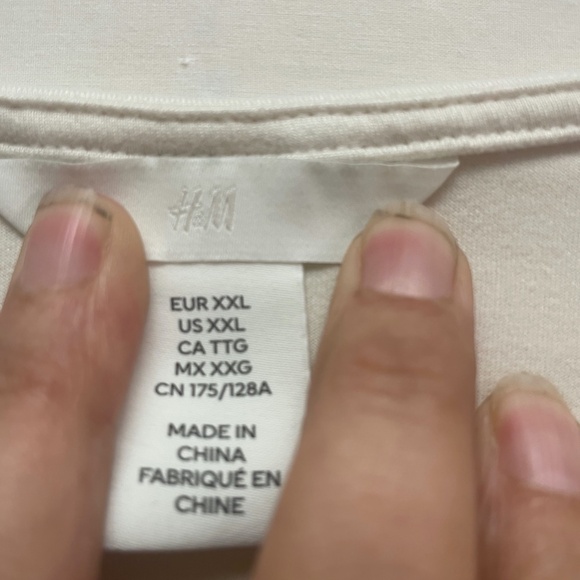 H&M
EUR XXL
US XXL
CA TTG
MX XXG
CN 175/128A
MADE IN
CHINA
FABRIQUÉ EN
CHINE